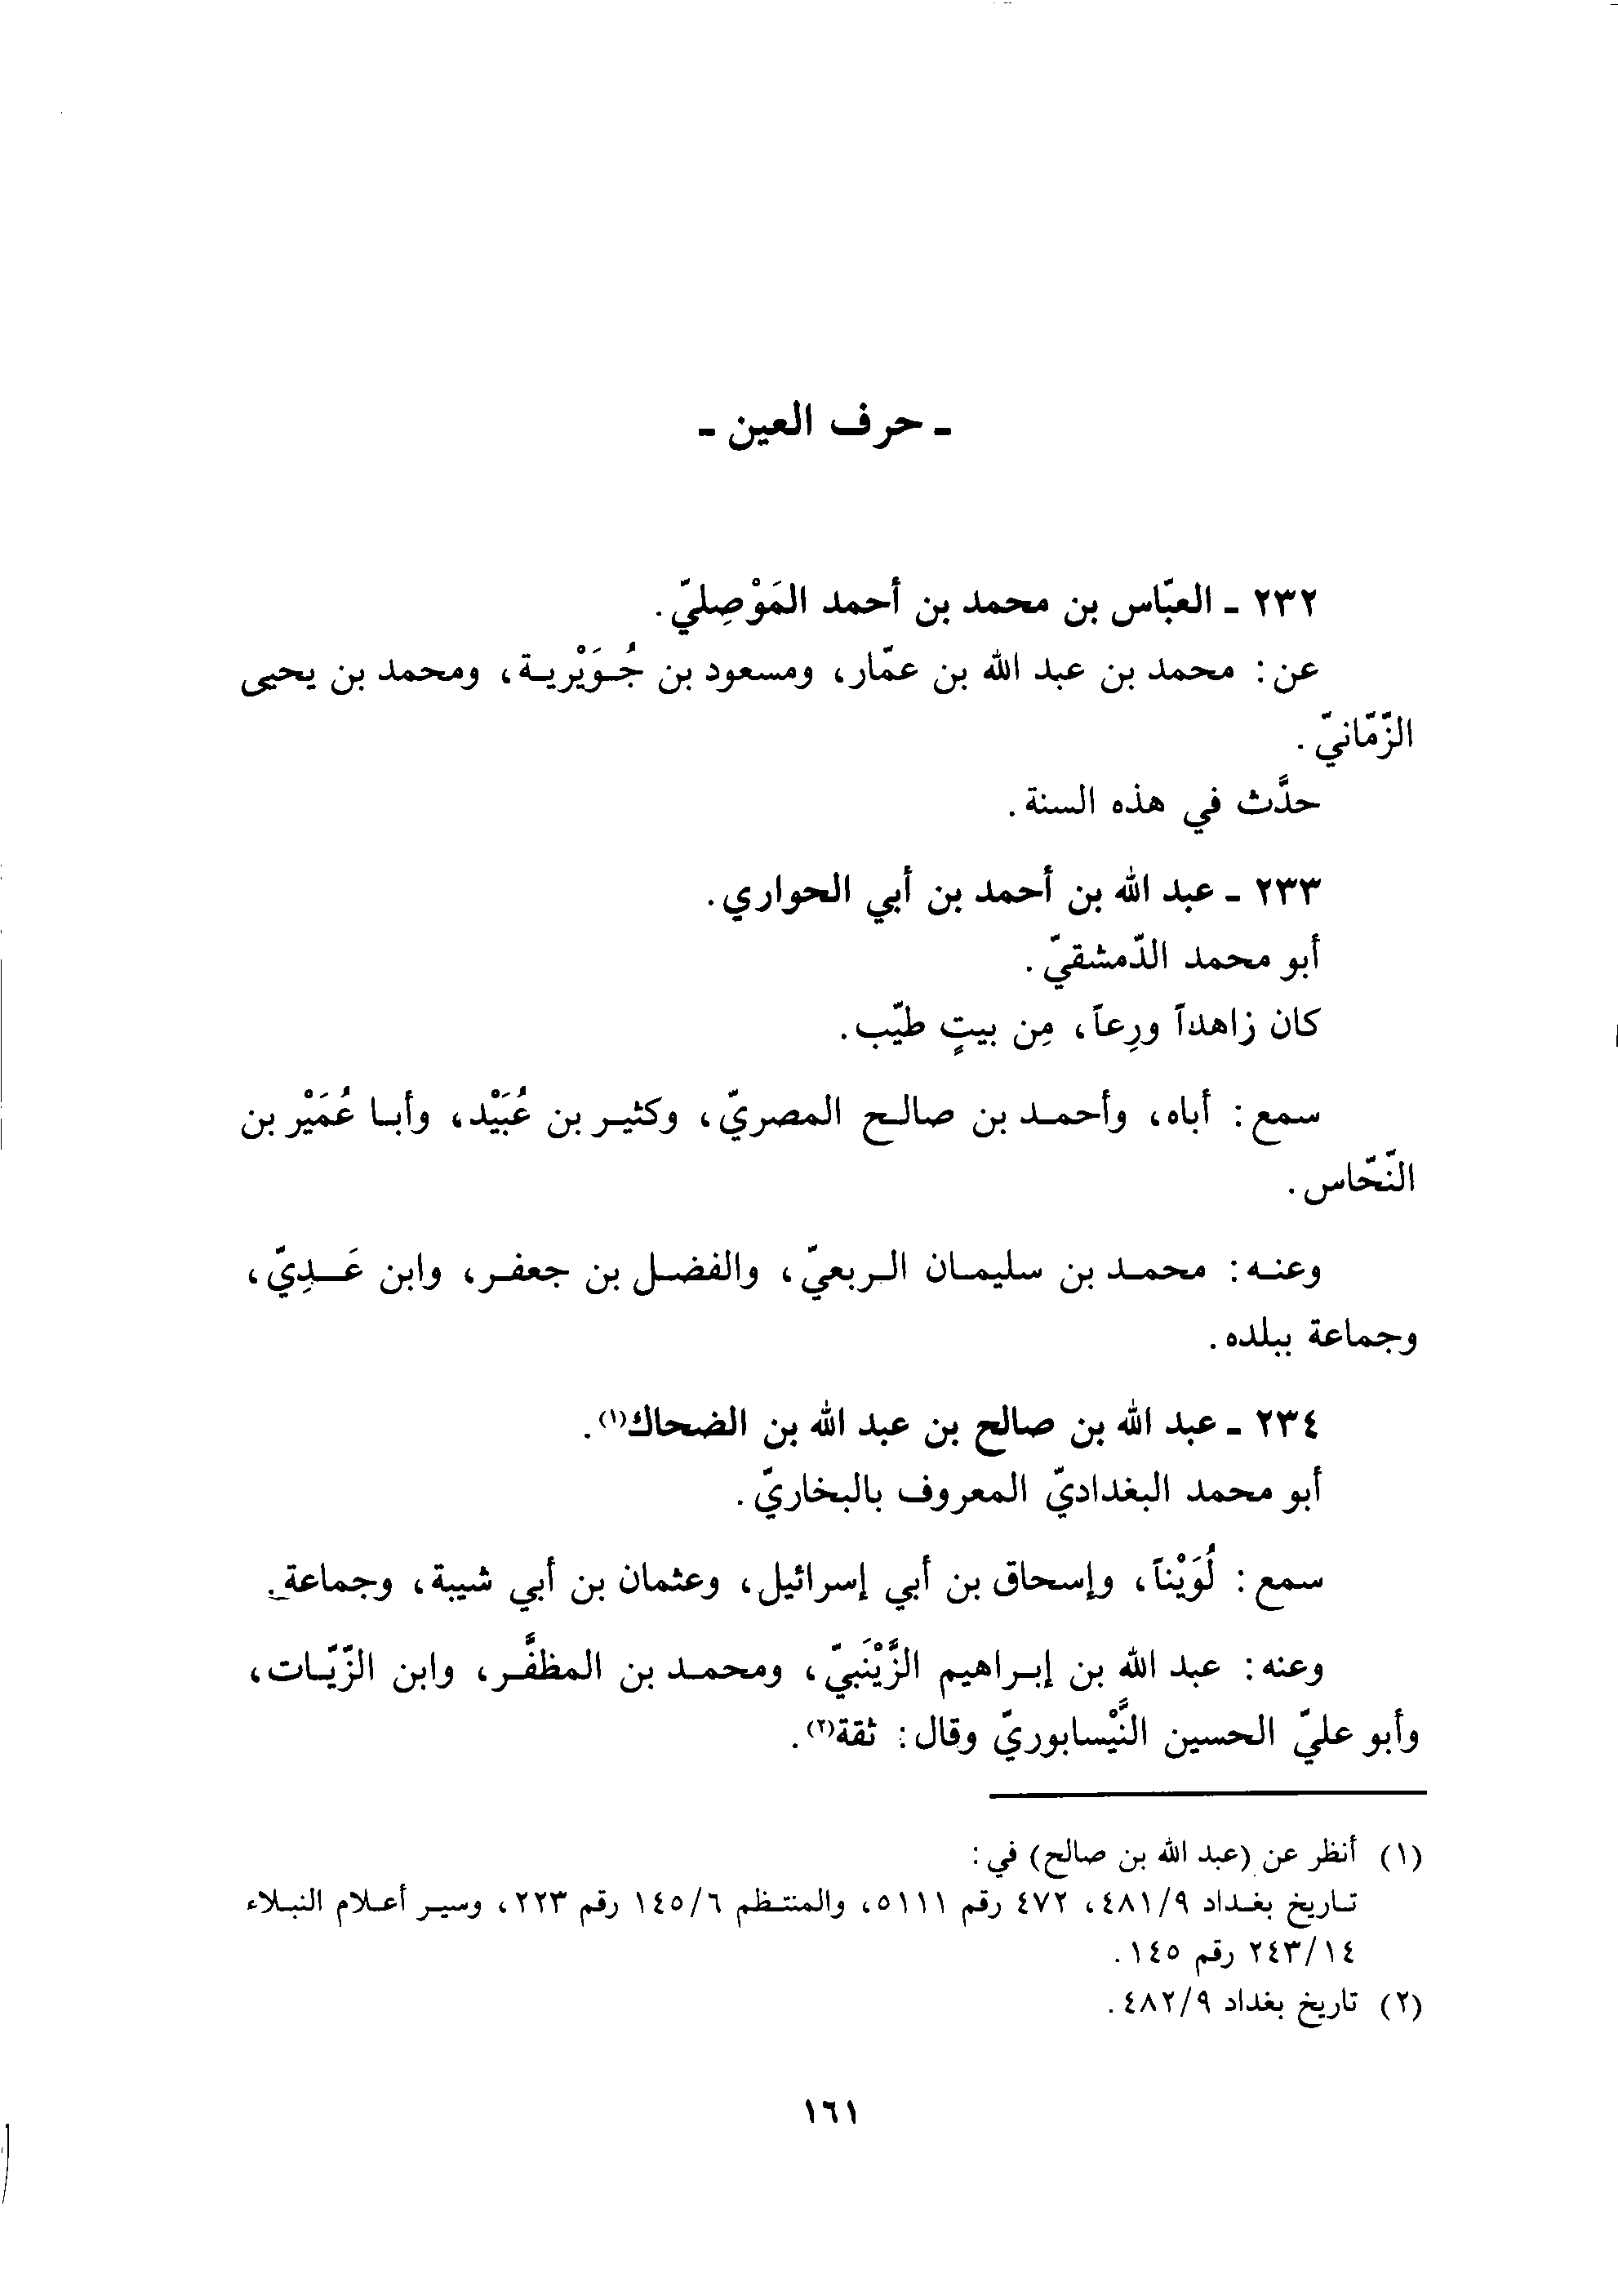 ـ حرف العين ـ
٢٣٢ ـ العبّاس بن محمد بن أحمد المَوْصِليّ.
عن: محمد بن عبد الله بن عمّار، ومسعود بن جُوَيْرية، ومحمد بن يحيى
الزّمّانيّ.
حدَّث في هذه السنة.
٢٣٣ ـ عبد الله بن أحمد بن أبي الحواري.
أبو محمد الدّمشقيّ.
كان زاهداً ورِعاً، مِن بيتٍ طيّب.
سمع: أباه، وأحمد بن صالح المصريّ، وكثير بن عُبَيْد، وأبا عُمَيْر بن
النّحّاس.
وعنه: محمد بن سليمان الربعيّ، والفضل بن جعفر، وابن عَدِيّ،
وجماعة ببلده.
٢٣٤ ـ عبد الله بن صالح بن عبد الله بن الضحاك(١).
أبو محمد البغداديّ المعروف بالبخاريّ.
سمع: لُوَيْناً، وإسحاق بن أبي إسرائيل، وعثمان بن أبي شيبة، وجماعة.
وعنه: عبد الله بن إبراهيم الزَّيْنَبيّ، ومحمد بن المظفَّر، وابن الزّيّات،
وأبو عليّ الحسين النَّيْسابوريّ وقال: ثقة(٢).
(١) أنظر عن (عبد الله بن صالح) في:
تاريخ بغداد ٤٨١/٩، ٤٧٢ رقم ٥١١١، والمنتظم ١٤٥/٦ رقم ٢٢٣، وسير أعلام النبلاء
٢٤٣/١٤ رقم ١٤٥.
(٢) تاريخ بغداد ٤٨٢/٩.
١٦١